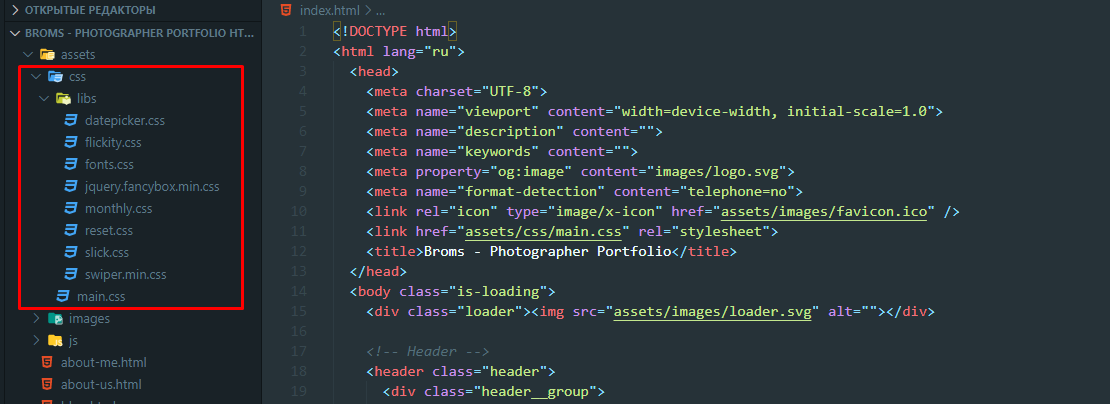 ОТКРЫТЫЕ РЕДАКТОРЫ
BROMS - PHOTOGRAPHER PORTFOLIO HT...
assets
css
libs
datepicker.css
flickity.css
fonts.css
jquery.fancybox.min.css
monthly.css
reset.css
slick.css
swiper.min.css
main.css
images
js
about-me.html
about-us.html
index.html > ...
1 <!DOCTYPE html>
2 <html lang="ru">
3 <head>
4 <meta charset="UTF-8">
5 <meta name="viewport" content="width=device-width, initial-scale=1.0">
6 <meta name="description" content="">
7 <meta name="keywords" content="">
8 <meta property="og:image" content="images/logo.svg">
9 <meta name="format-detection" content="telephone=no">
10 <link rel="icon" type="image/x-icon" href="assets/images/favicon.ico" />
11 <link href="assets/css/main.css" rel="stylesheet">
12 <title>Broms - Photographer Portfolio</title>
13 </head>
14 <body class="is-loading">
15 <div class="loader"><img src="assets/images/loader.svg" alt=""></div>
16
17 <!-- Header -->
18 <header class="header">
19 <div class="header__group">